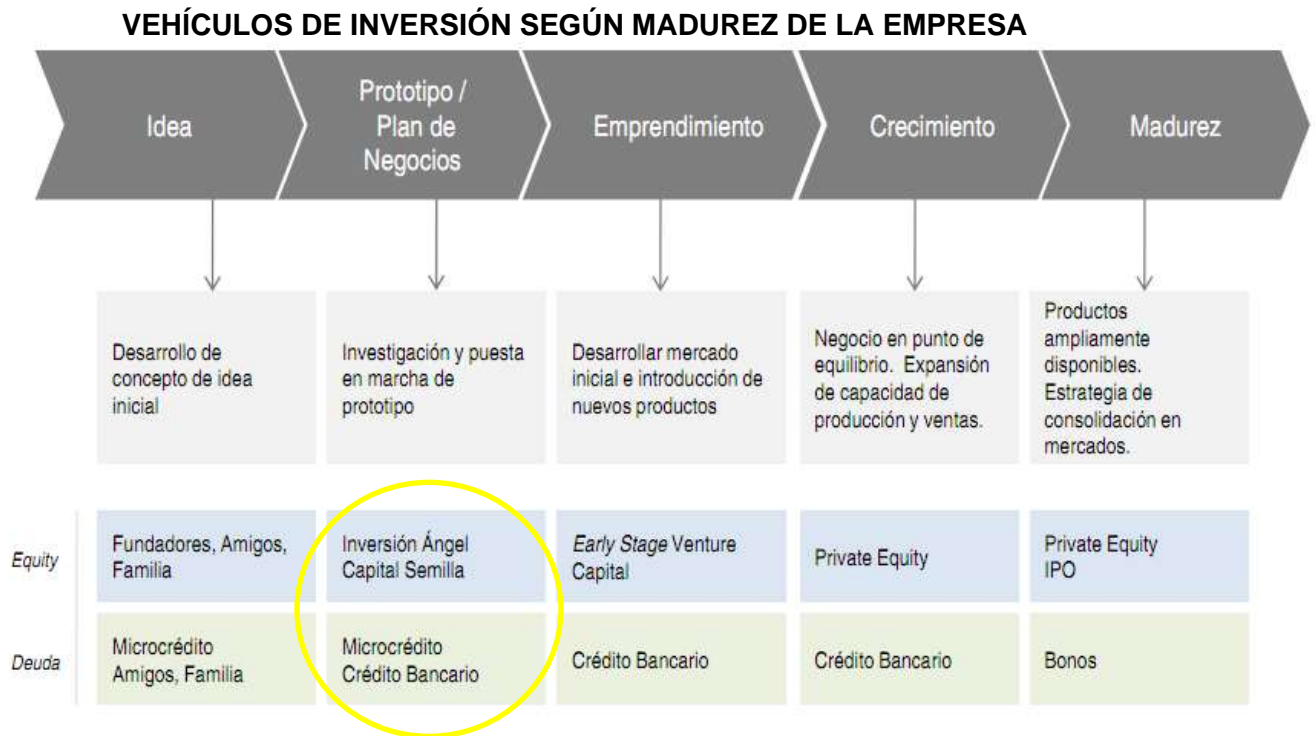 VEHÍCULOS DE INVERSIÓN SEGÚN MADUREZ DE LA EMPRESA
Idea
Prototipo /
Plan de
Negocios
Emprendimiento
Crecimiento
Madurez
Desarrollo de
concepto de idea
inicial
Investigación y puesta
en marcha de
prototipo
Desarrollar mercado
inicial e introducción de
nuevos productos
Negocio en punto de
equilibrio. Expansión
de capacidad de
producción y ventas.
Productos
ampliamente
disponibles.
Estrategia de
consolidación en
mercados.
Equity
Fundadores, Amigos,
Familia
Inversión Ángel
Capital Semilla
Early Stage Venture
Capital
Private Equity
Private Equity
IPO
Deuda
Microcrédito
Amigos, Familia
Microcrédito
Crédito Bancario
Crédito Bancario
Crédito Bancario
Bonos